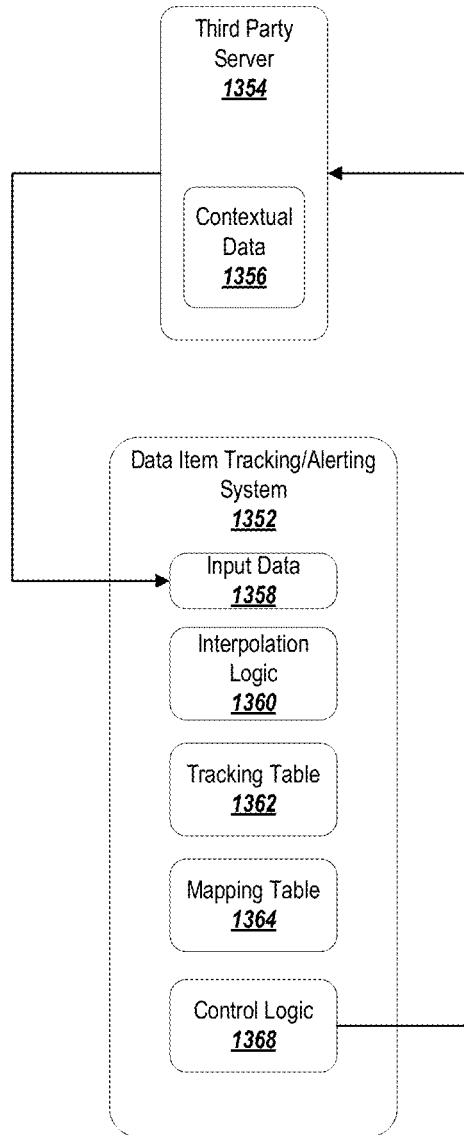 Third Party
Server
1354
Contextual
Data
1356
Data Item Tracking/Alerting
System
1352
Input Data
1358
Interpolation
Logic
1360
Tracking Table
1362
Mapping Table
1364
Control Logic
1368